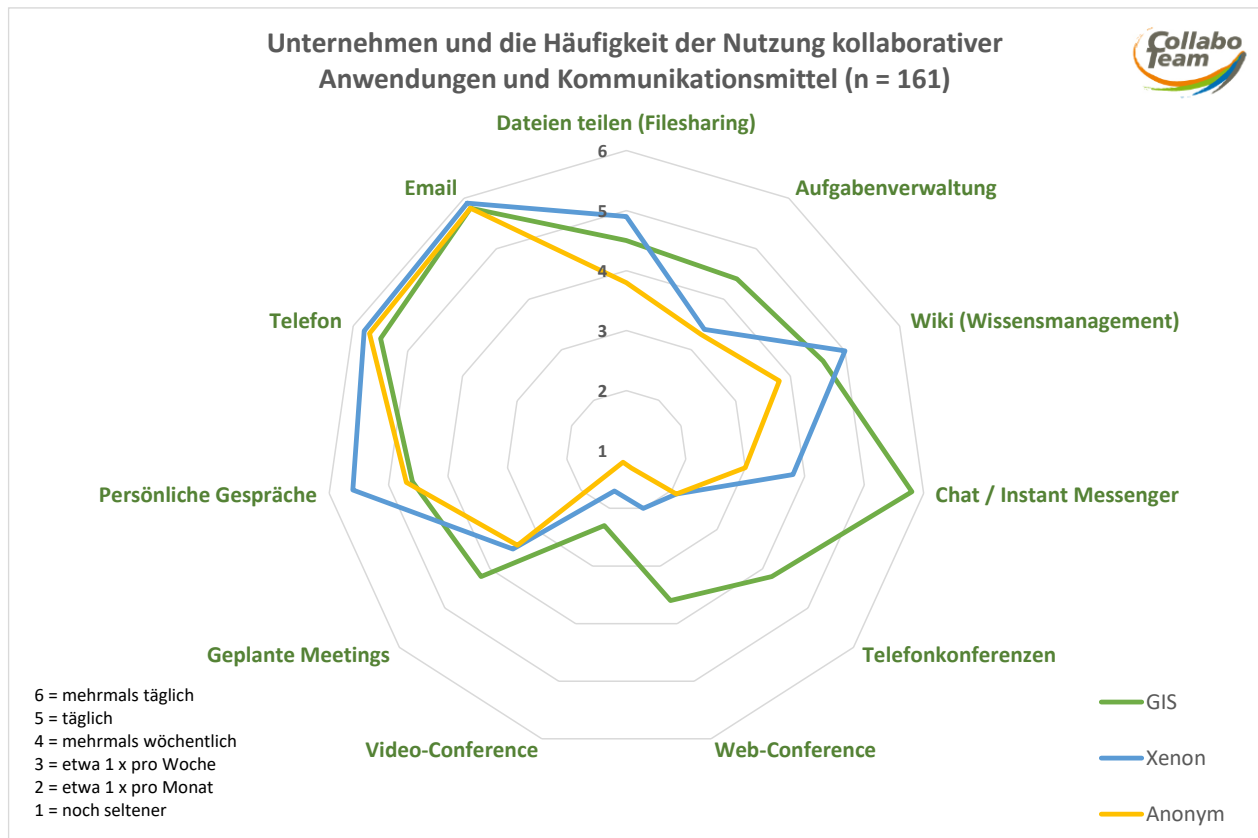 Unternehmen und die Häufigkeit der Nutzung kollaborativer
Anwendungen und Kommunikationsmittel (n = 161)
Collabo
Team
Dateien teilen (Filesharing)
6
Email
Aufgabenverwaltung
5
4
Telefon
Wiki (Wissensmanagement)
3
2
1
Persönliche Gespräche
Chat / Instant Messenger
Geplante Meetings
Telefonkonferenzen
Video-Conference
Web-Conference
6 = mehrmals täglich
5 = täglich
4 = mehrmals wöchentlich
3 = etwa 1 x pro Woche
2 = etwa 1 x pro Monat
1 = noch seltener
GIS
Xenon
Anonym